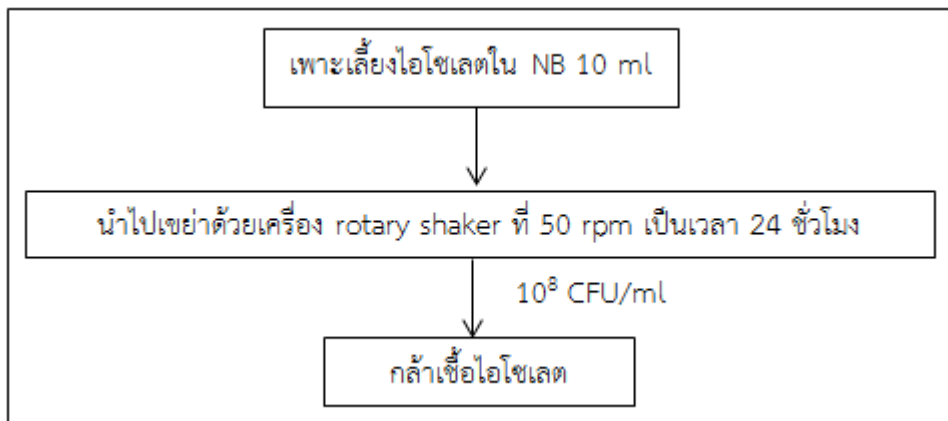 เพาะเลี้ยงไอโซเลตใน NB 10 ml
นำไปเขย่าด้วยเครื่อง rotary shaker ที่ 50 rpm เป็นเวลา 24 ชั่วโมง
10⁸ CFU/ml
กล้าเชื้อไอโซเลต